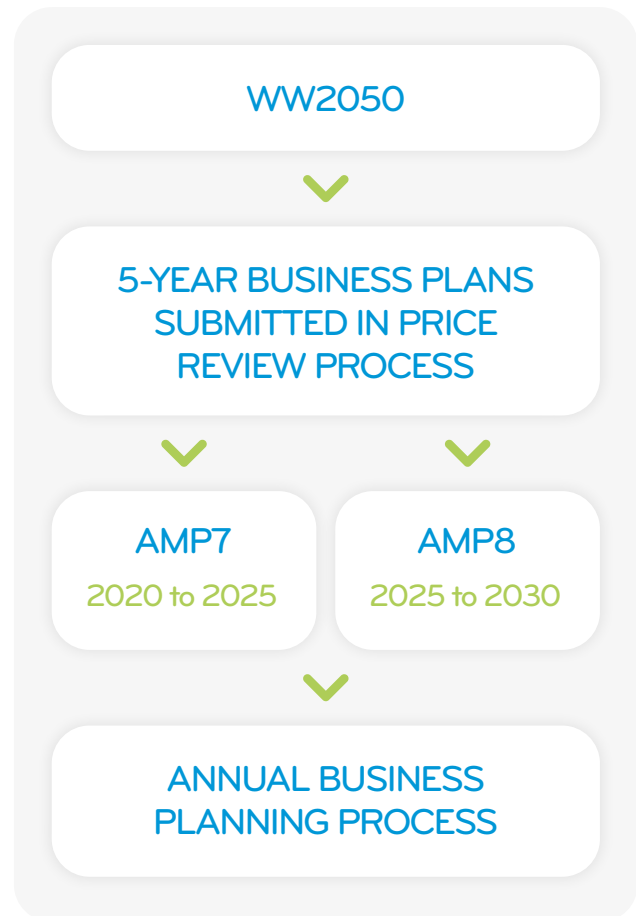 WW2050
5-YEAR BUSINESS PLANS
SUBMITTED IN PRICE
REVIEW PROCESS
AMP7
2020 to 2025
AMP8
2025 to 2030
ANNUAL BUSINESS
PLANNING PROCESS